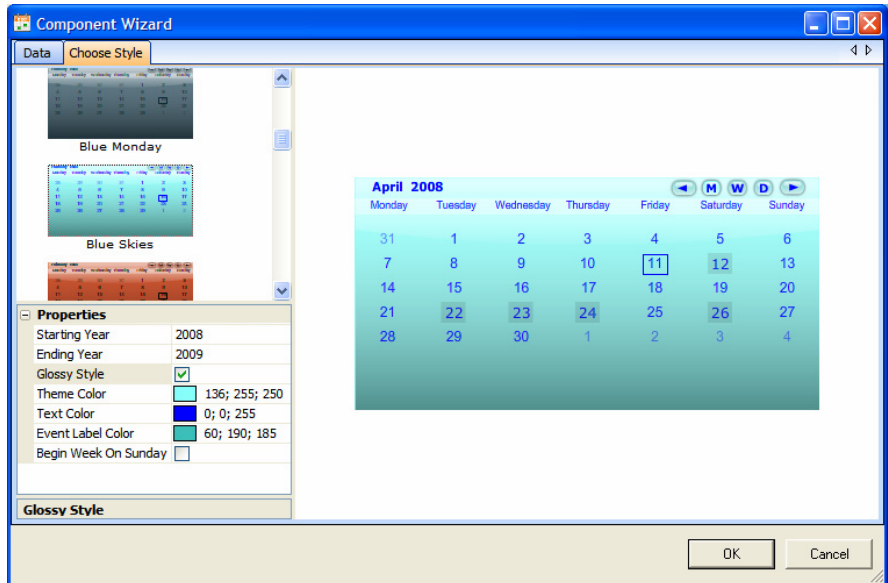 Component Wizard
Data Choose Style
Blue Monday
Blue Skies
Properties
Starting Year 2008
Ending Year 2009
Glossy Style
Theme Color 136; 255; 250
Text Color 0; 0; 255
Event Label Color 60; 190; 185
Begin Week On Sunday
Glossy Style
April 2008 M W D
Monday Tuesday Wednesday Thursday Friday Saturday Sunday
31 1 2 3 4 5 6
7 8 9 10 11 12 13
14 15 16 17 18 19 20
21 22 23 24 25 26 27
28 29 30 1 2 3 4
OK Cancel